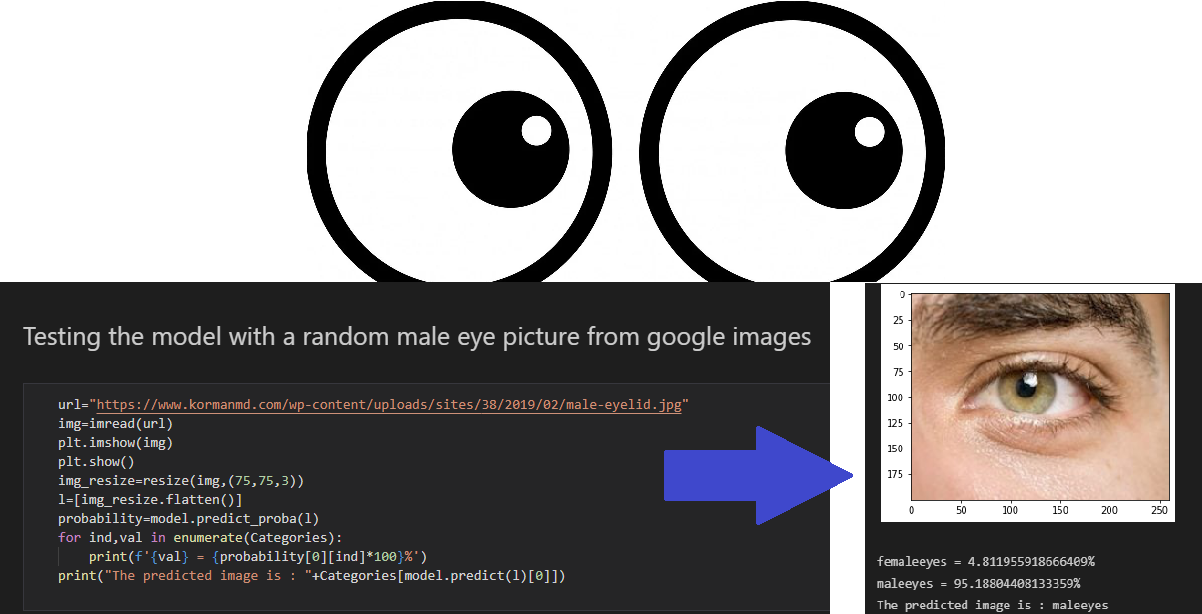 Testing the model with a random male eye picture from google images
url="https://www.kormanmd.com/wp-content/uploads/sites/38/2019/02/male-eyelid.jpg"
img=imread(url)
plt.imshow(img)
plt.show()
img_resize=resize(img,(75,75,3))
l=[img_resize.flatten()]
probability=model.predict_proba(l)
for ind,val in enumerate(Categories):
    print(f'{val} = {probability[0][ind]*100}%')
print("The predicted image is : "+Categories[model.predict(l)[0]])
0
25
50
75
100
125
150
175
0 50 100 150 200 250
femaleeyes = 4.811955918666409%
maleeyes = 95.18804408133359%
The predicted image is : maleeyes